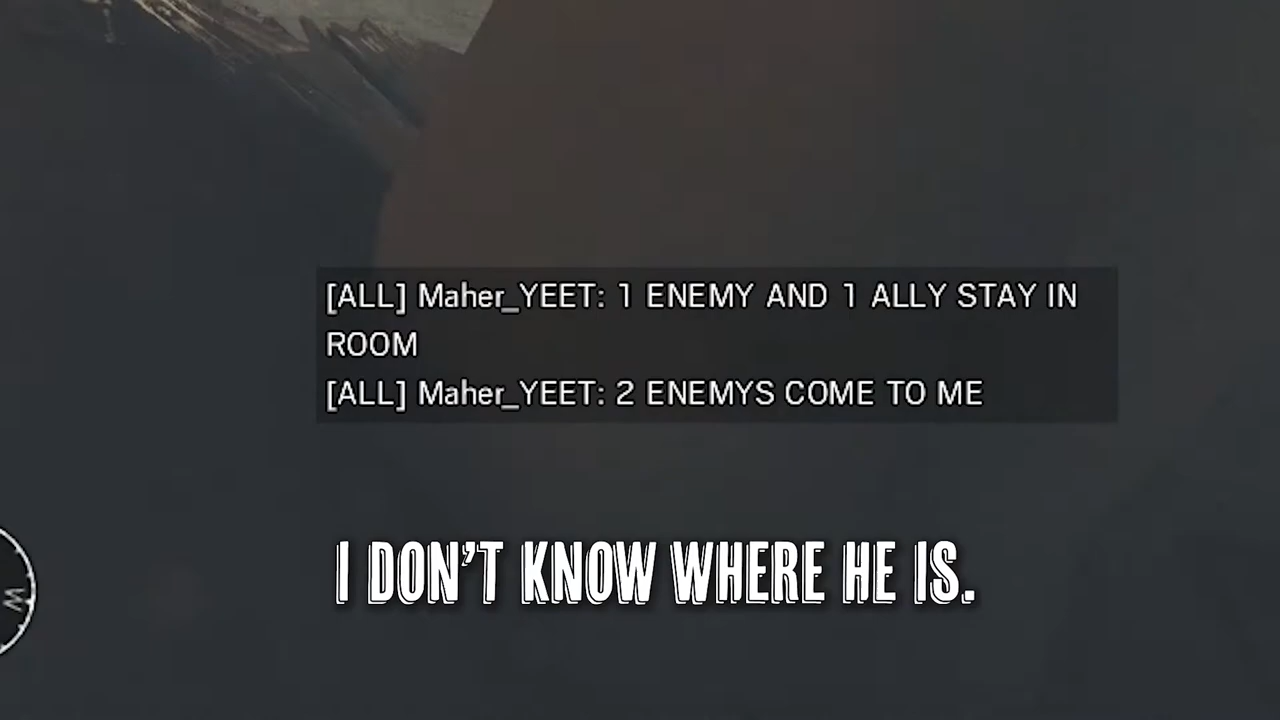 [ALL] Maher_YEET: 1 ENEMY AND 1 ALLY STAY IN
ROOM
[ALL] Maher_YEET: 2 ENEMYS COME TO ME
I DON'T KNOW WHERE HE IS.
W